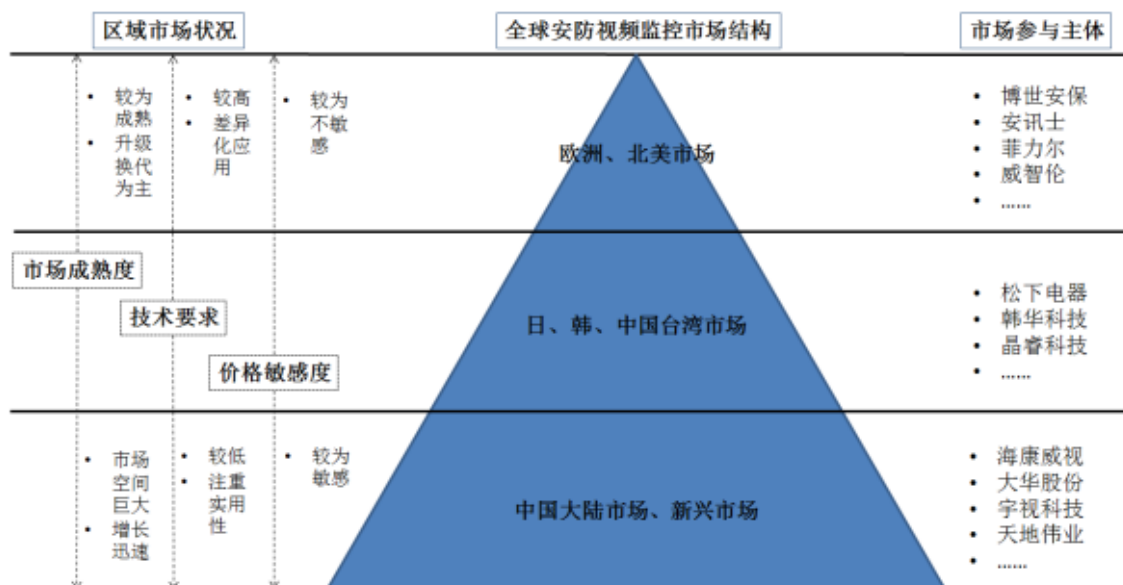 区域市场状况
全球安防视频监控市场结构
市场参与主体
• 较为
成熟
• 升级
换代
为主
• 较高
• 差异
化应
用
• 较为
不敏
感
欧洲、北美市场
• 博世安保
• 安讯士
• 菲力尔
• 威智伦
• ……
市场成熟度
技术要求
价格敏感度
日、韩、中国台湾市场
• 松下电器
• 韩华科技
• 晶睿科技
• ……
• 市场
空间
巨大
• 增长
迅速
• 较低
• 注重
实用
性
• 较为
敏感
中国大陆市场、新兴市场
• 海康威视
• 大华股份
• 宇视科技
• 天地伟业
• ……